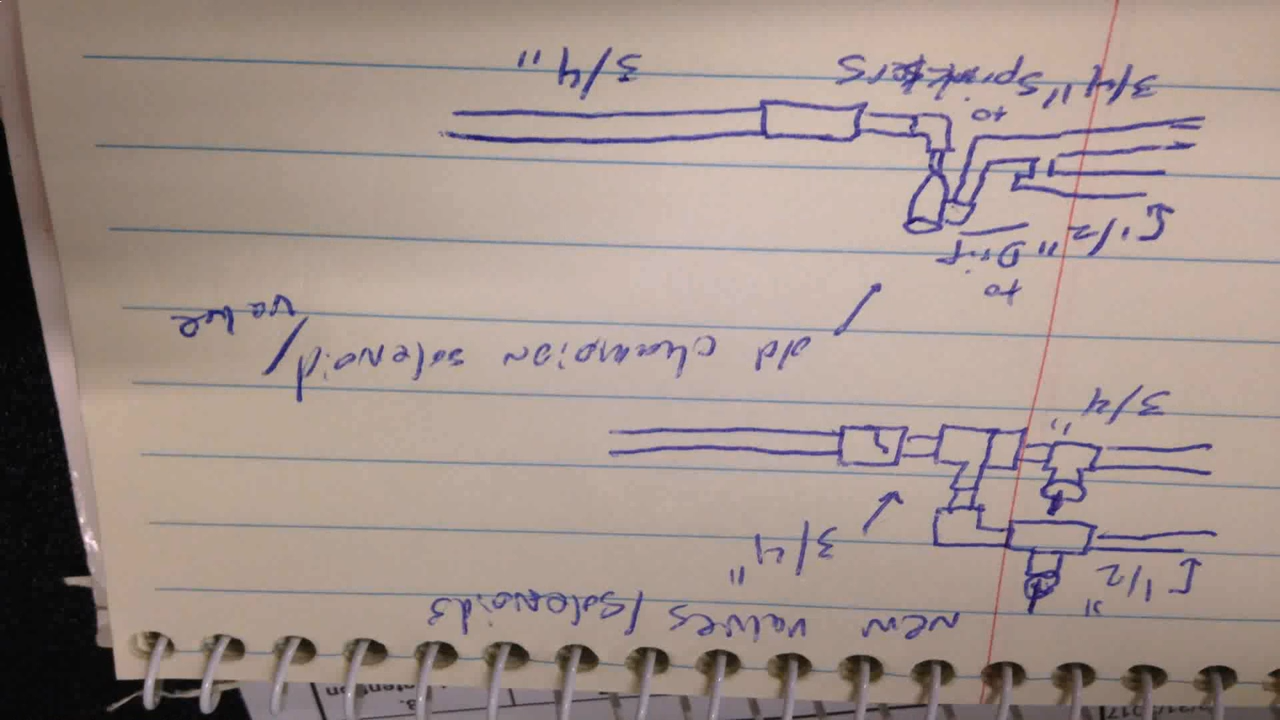 new valves/solenoids
[ 1/2"
3/4"
3/4"
old champion solenoid/
valve
to
[ 1/2" Drip
to
3/4" Sprinklers
3/4"